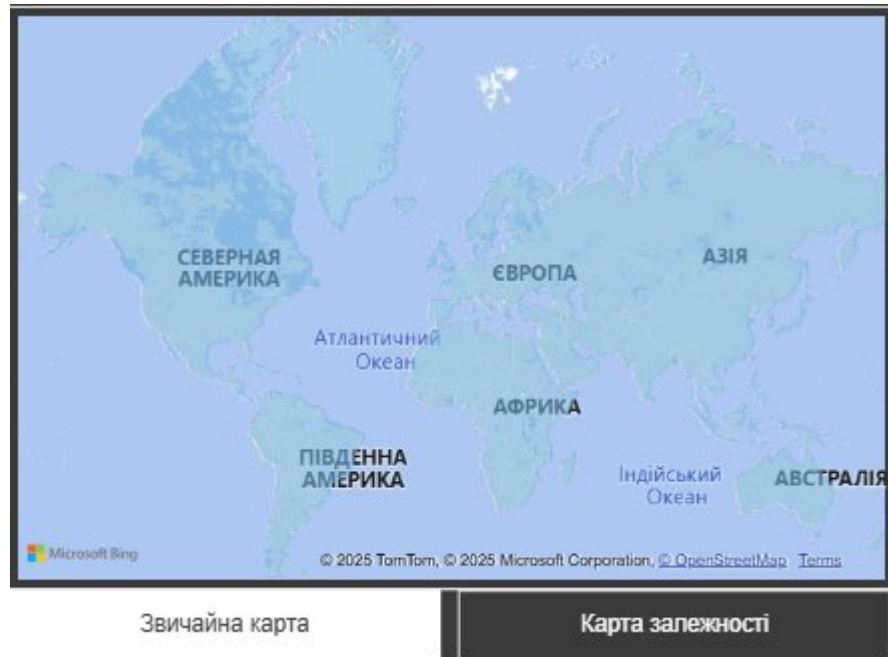 СЕВЕРНАЯ
АМЕРИКА
ЄВРОПА
АЗІЯ
Атлантичний
Океан
АФРИКА
ПІВДЕННА
АМЕРИКА
Індійський
Океан
АВСТРАЛІЯ
Microsoft Bing
© 2025 TomTom, © 2025 Microsoft Corporation, © OpenStreetMap Terms
Звичайна карта
Карта залежності